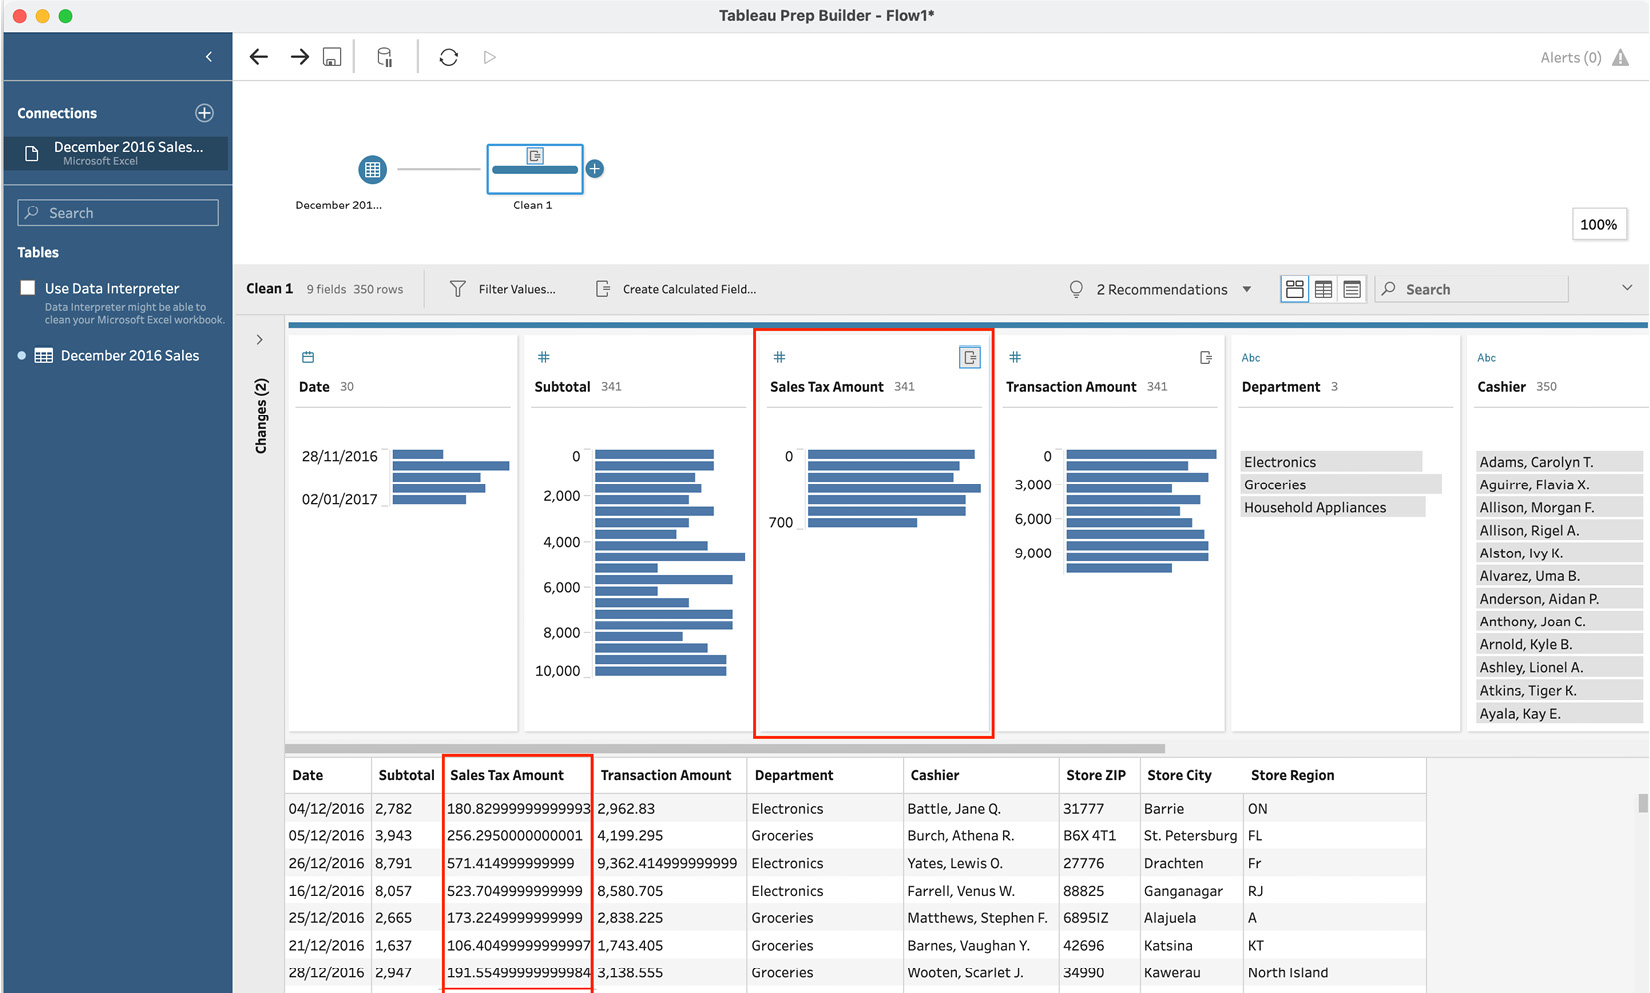 Tableau Prep Builder - Flow1*
Alerts (0)
Connections
December 2016 Sales...
Microsoft Excel
Search
Tables
Use Data Interpreter
Data Interpreter might be able to
clean your Microsoft Excel workbook.
December 2016 Sales
December 201...
Clean 1
100%
Clean 1 9 fields 350 rows Filter Values... Create Calculated Field... 2 Recommendations Search
Changes (2)
Date 30
28/11/2016
02/01/2017
#
Subtotal 341
0
2,000
4,000
6,000
8,000
10,000
#
Sales Tax Amount 341
0
700
#
Transaction Amount 341
0
3,000
6,000
9,000
Abc
Department 3
Electronics
Groceries
Household Appliances
Abc
Cashier 350
Adams, Carolyn T.
Aguirre, Flavia X.
Allison, Morgan F.
Allison, Rigel A.
Alston, Ivy K.
Alvarez, Uma B.
Anderson, Aidan P.
Anthony, Joan C.
Arnold, Kyle B.
Ashley, Lionel A.
Atkins, Tiger K.
Ayala, Kay E.
Date Subtotal Sales Tax Amount Transaction Amount Department Cashier Store ZIP Store City Store Region
04/12/2016 2,782 180.82999999999993 2,962.83 Electronics Battle, Jane Q. 31777 Barrie ON
05/12/2016 3,943 256.2950000000001 4,199.295 Groceries Burch, Athena R. B6X 4T1 St. Petersburg FL
26/12/2016 8,791 571.414999999999 9,362.414999999999 Electronics Yates, Lewis O. 27776 Drachten Fr
16/12/2016 8,057 523.7049999999999 8,580.705 Electronics Farrell, Venus W. 88825 Ganganagar RJ
25/12/2016 2,665 173.2249999999999 2,838.225 Groceries Matthews, Stephen F. 6895IZ Alajuela A
21/12/2016 1,637 106.40499999999997 1,743.405 Groceries Barnes, Vaughan Y. 42696 Katsina KT
28/12/2016 2,947 191.55499999999984 3,138.555 Groceries Wooten, Scarlet J. 34990 Kawerau North Island